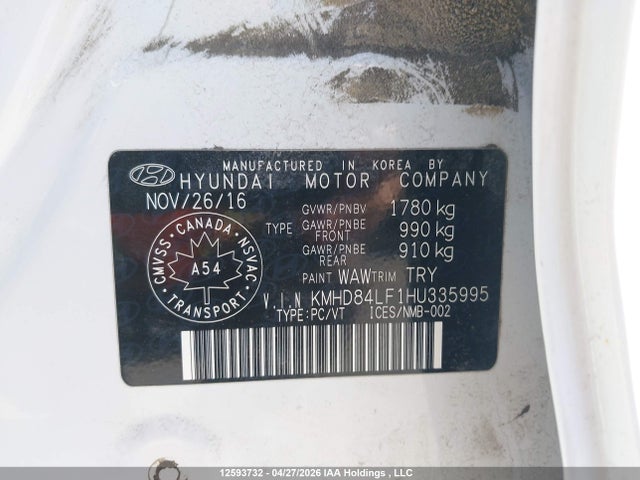 MANUFACTURED IN KOREA BY
HYUNDAI MOTOR COMPANY
NOV/26/16
GVWR/PNBV 1780 kg
TYPE GAWR/PNBE FRONT 990 kg
GAWR/PNBE REAR 910 kg
PAINT WAW TRIM TRY
CANADA
CMVSS A54 NSVAC
TRANSPORT
V.I.N KMHD84LF1HU335995
TYPE:PC/VT ICES/NMB-002
12593732 - 04/27/2026 IAA Holdings , LLC